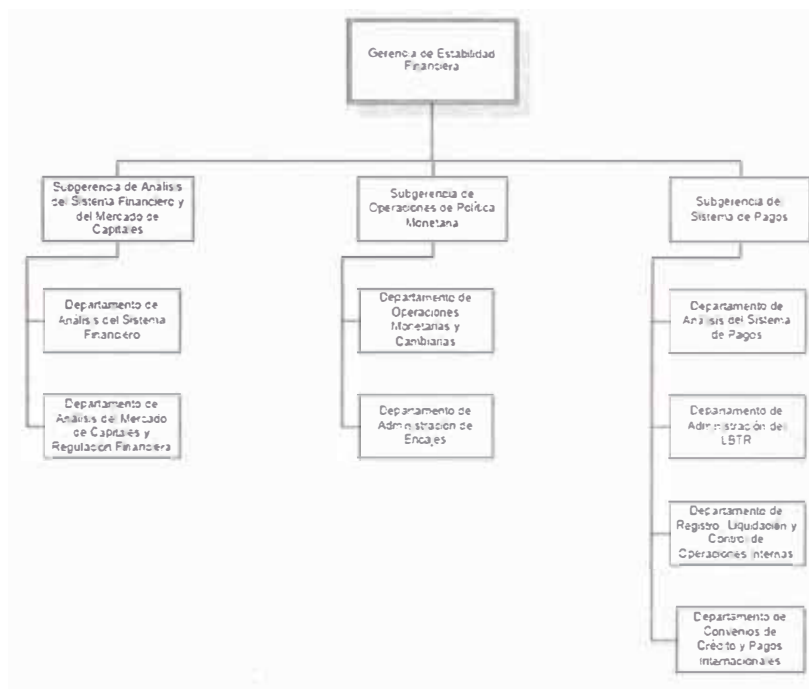 Gerencia de Estabilidad
Financiera
Subgerencia de Análisis
del Sistema Financiero y
del Mercado de
Capitales
Subgerencia de
Operaciones de Política
Monetaria
Subgerencia de
Sistema de Pagos
Departamento de
Análisis del Sistema
Financiero
Departamento de
Operaciones
Monetarias y
Cambiarias
Departamento de
Análisis del Sistema
de Pagos
Departamento de
Análisis del Mercado
de Capitales y
Regulación Financiera
Departamento de
Administración de
Encajes
Departamento de
Administración del
LBTR
Departamento de
Registro, Liquidación y
Control de
Operaciones Internas
Departamento de
Convenios de
Crédito y Pagos
Internacionales